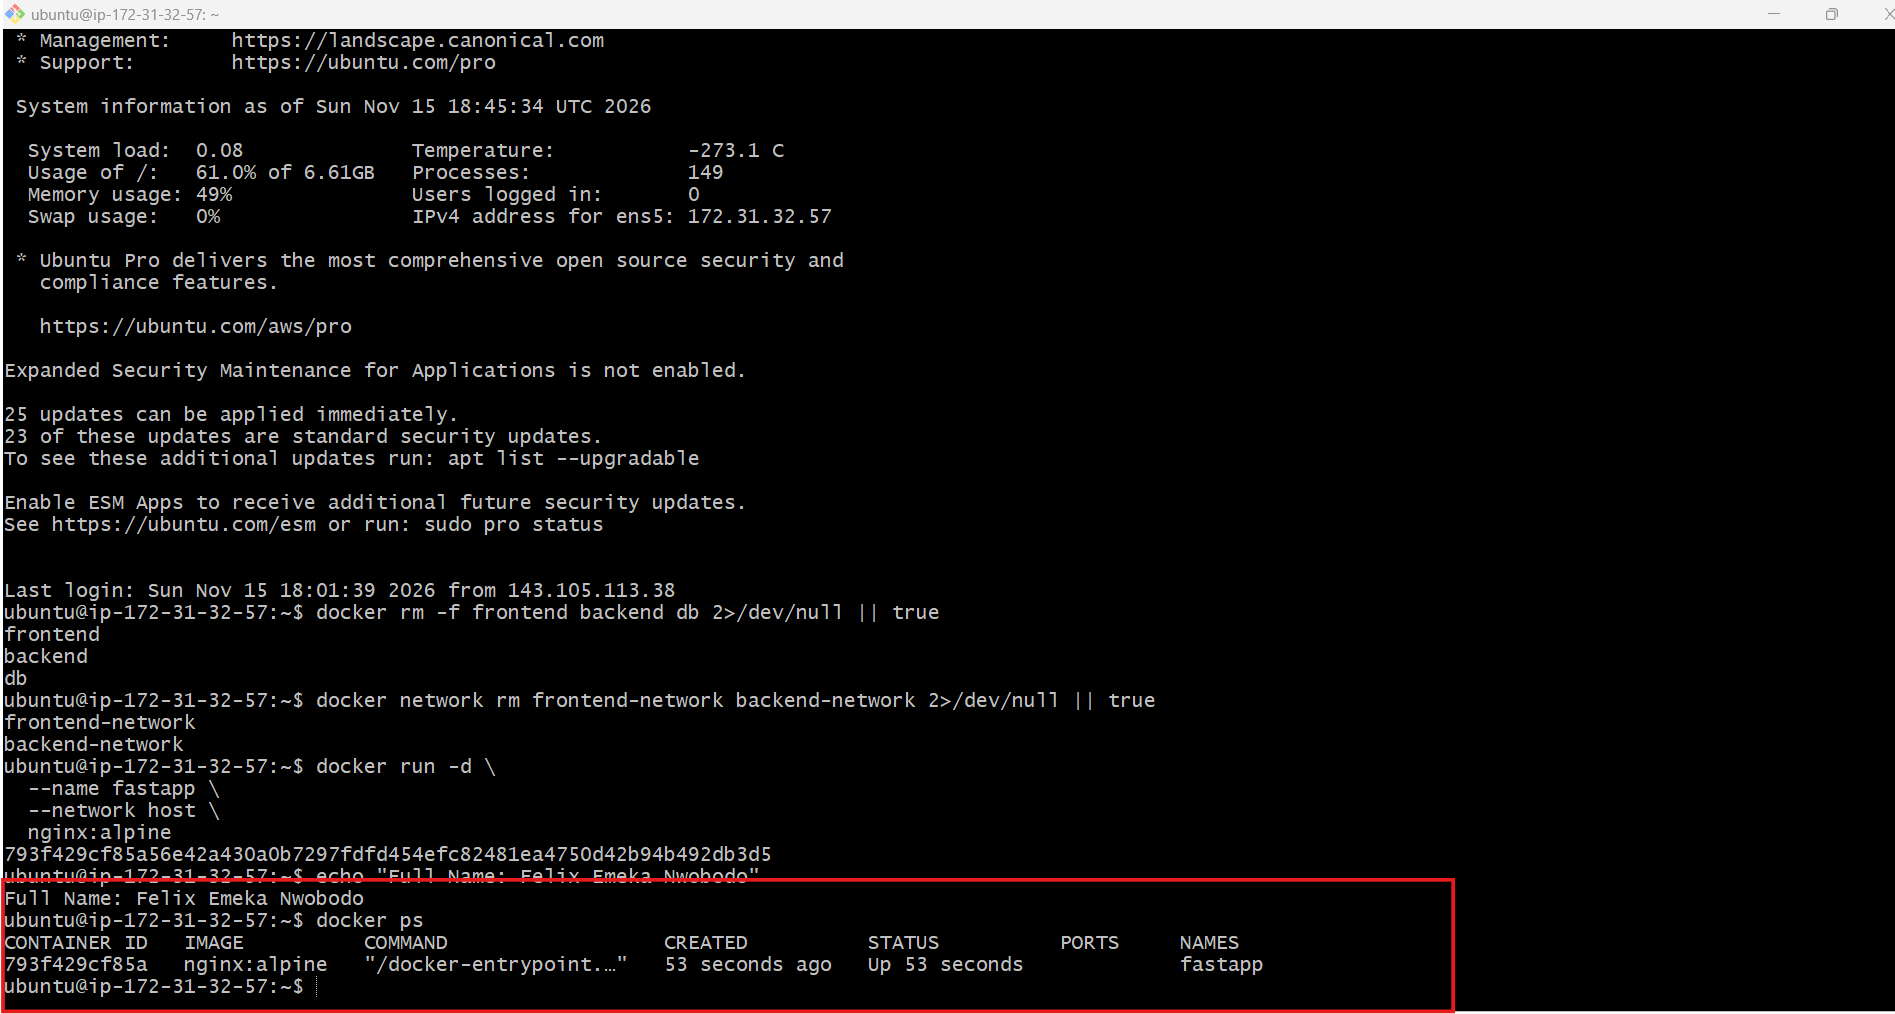 ubuntu@ip-172-31-32-57: ~
* Management:     https://landscape.canonical.com
* Support:        https://ubuntu.com/pro
System information as of Sun Nov 15 18:45:34 UTC 2026
System load:  0.08              Temperature:           -273.1 C
Usage of /:   61.0% of 6.61GB   Processes:             149
Memory usage: 49%               Users logged in:       0
Swap usage:   0%                IPv4 address for ens5: 172.31.32.57
* Ubuntu Pro delivers the most comprehensive open source security and
compliance features.
https://ubuntu.com/aws/pro
Expanded Security Maintenance for Applications is not enabled.
25 updates can be applied immediately.
23 of these updates are standard security updates.
To see these additional updates run: apt list --upgradable
Enable ESM Apps to receive additional future security updates.
See https://ubuntu.com/esm or run: sudo pro status
Last login: Sun Nov 15 18:01:39 2026 from 143.105.113.38
ubuntu@ip-172-31-32-57:~$ docker rm -f frontend backend db 2>/dev/null || true
frontend
backend
db
ubuntu@ip-172-31-32-57:~$ docker network rm frontend-network backend-network 2>/dev/null || true
frontend-network
backend-network
ubuntu@ip-172-31-32-57:~$ docker run -d \
--name fastapp \
--network host \
nginx:alpine
793f429cf85a56e42a430a0b7297fdfd454efc82481ea4750d42b94b492db3d5
ubuntu@ip-172-31-32-57:~$ echo "Full Name: Felix Emeka Nwobodo"
Full Name: Felix Emeka Nwobodo
ubuntu@ip-172-31-32-57:~$ docker ps
CONTAINER ID   IMAGE          COMMAND                  CREATED          STATUS          PORTS     NAMES
793f429cf85a   nginx:alpine   "/docker-entrypoint.…"   53 seconds ago   Up 53 seconds             fastapp
ubuntu@ip-172-31-32-57:~$